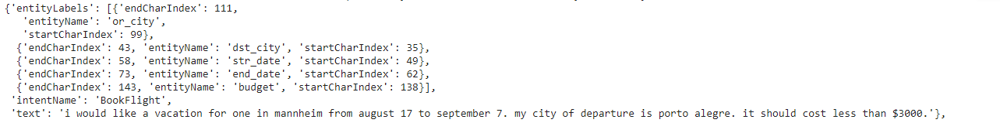 {'entityLabels': [{'endCharIndex': 111,
'entityName': 'or_city',
'startCharIndex': 99},
{'endCharIndex': 43, 'entityName': 'dst_city', 'startCharIndex': 35},
{'endCharIndex': 58, 'entityName': 'str_date', 'startCharIndex': 49},
{'endCharIndex': 73, 'entityName': 'end_date', 'startCharIndex': 62},
{'endCharIndex': 143, 'entityName': 'budget', 'startCharIndex': 138}],
'intentName': 'BookFlight',
'text': 'i would like a vacation for one in mannheim from august 17 to september 7. my city of departure is porto alegre. it should cost less than $3000.'},